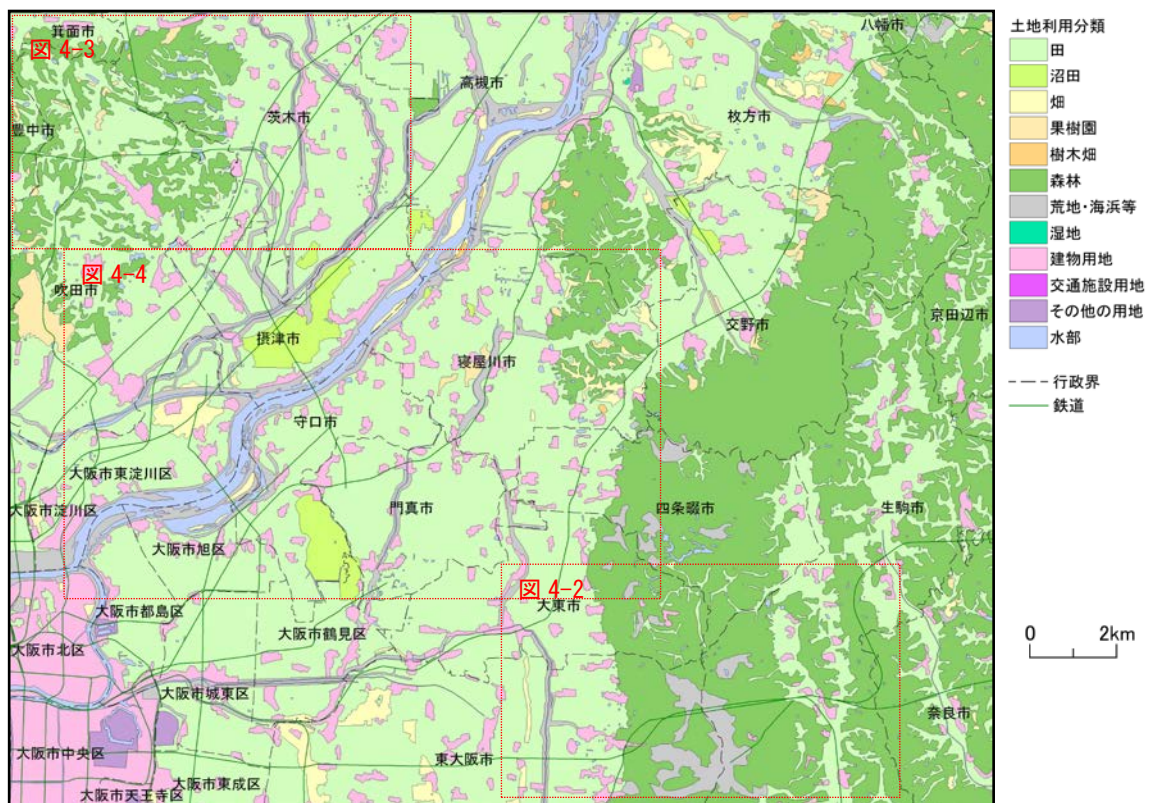 箕面市
図 4-3
高槻市
八幡市
茨木市
枚方市
豊中市
図 4-4
吹田市
摂津市
交野市
京田辺市
寝屋川市
守口市
大阪市東淀川区
大阪市淀川区
門真市
四条畷市
生駒市
大阪市旭区
図 4-2
大東市
大阪市都島区
大阪市鶴見区
大阪市北区
大阪市城東区
奈良市
大阪市中央区
東大阪市
大阪市東成区
大阪市天王寺区
土地利用分類
田
沼田
畑
果樹園
樹木畑
森林
荒地・海浜等
湿地
建物用地
交通施設用地
その他の用地
水部
行政界
鉄道
0 2km